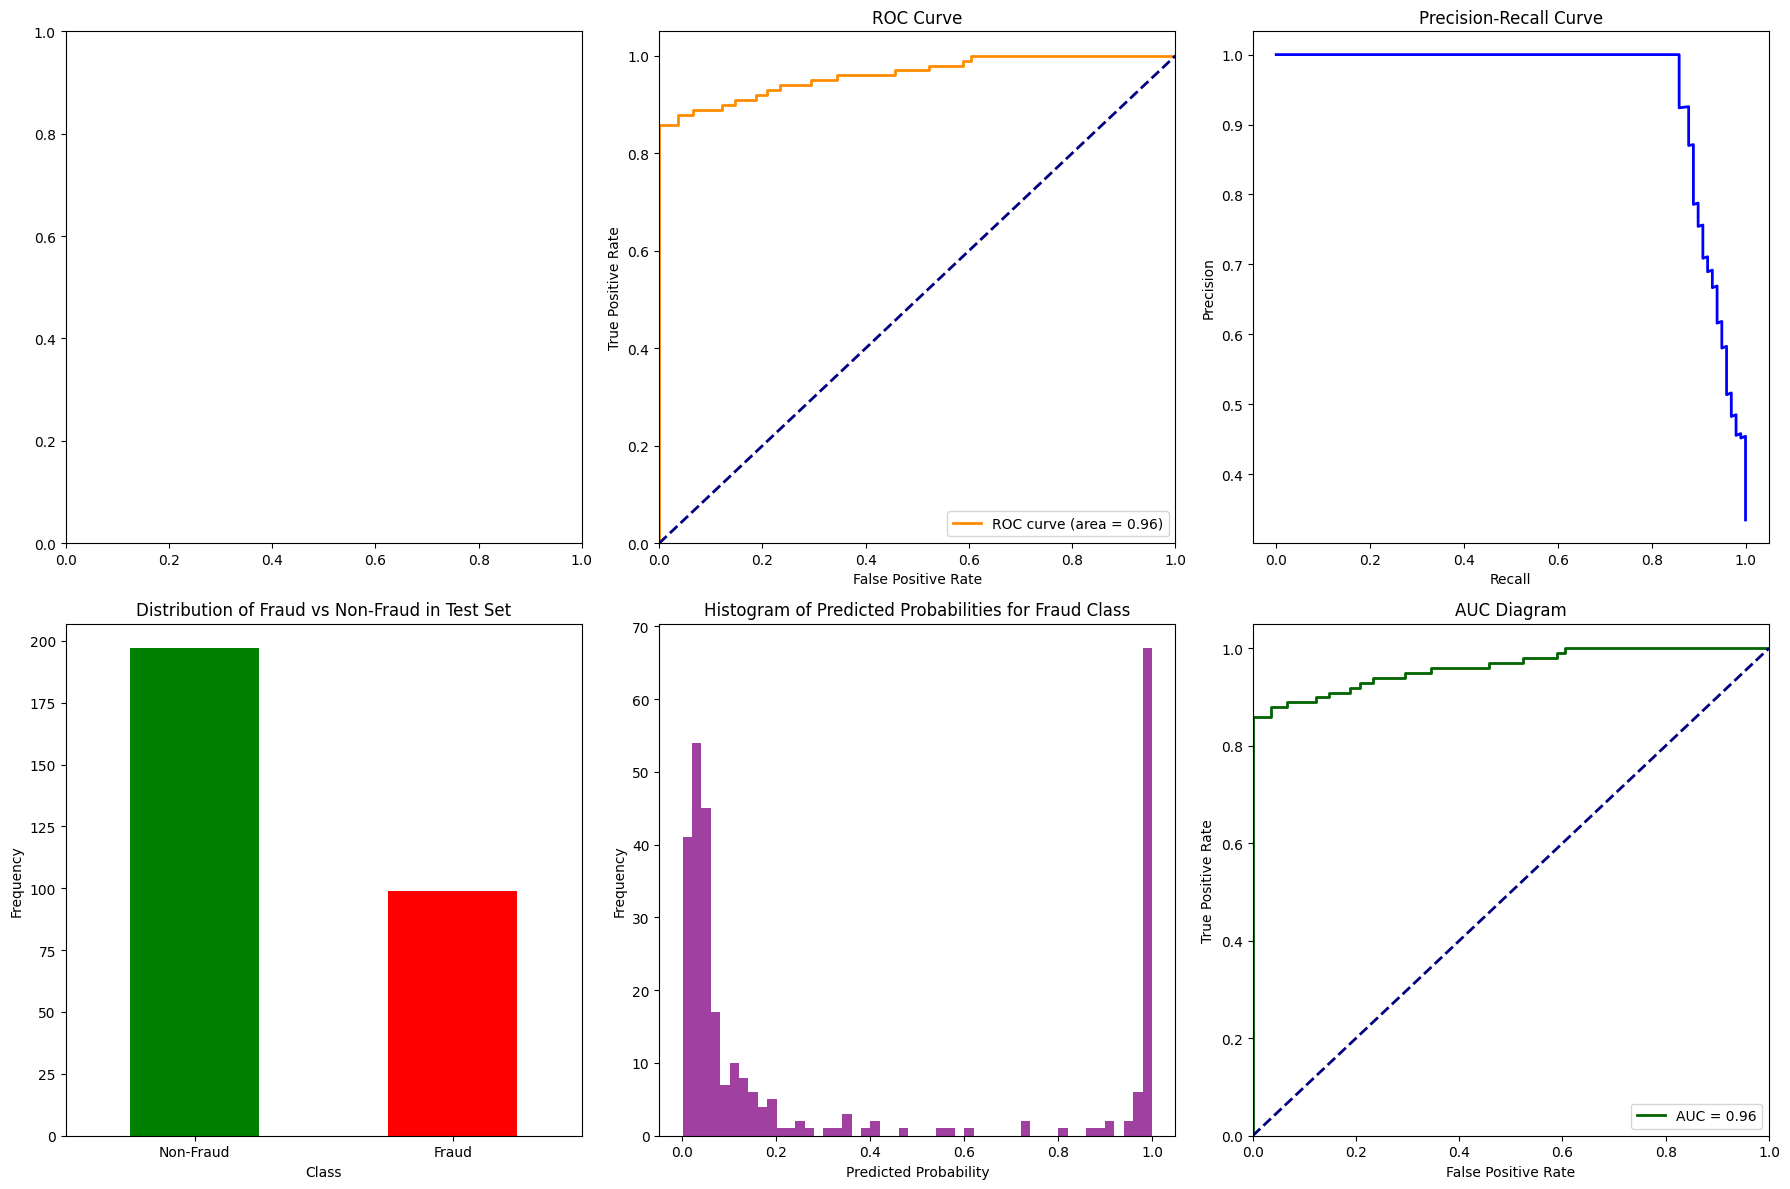 1.0
0.8
0.6
0.4
0.2
0.0
0.0 0.2 0.4 0.6 0.8 1.0
ROC Curve
True Positive Rate
1.0
0.8
0.6
0.4
0.2
0.0
ROC curve (area = 0.96)
0.0 0.2 0.4 0.6 0.8 1.0
False Positive Rate
Precision-Recall Curve
Precision
1.0
0.9
0.8
0.7
0.6
0.5
0.4
0.0 0.2 0.4 0.6 0.8 1.0
Recall
Distribution of Fraud vs Non-Fraud in Test Set
Frequency
200
175
150
125
100
75
50
25
0
Non-Fraud Fraud
Class
Histogram of Predicted Probabilities for Fraud Class
Frequency
70
60
50
40
30
20
10
0
0.0 0.2 0.4 0.6 0.8 1.0
Predicted Probability
AUC Diagram
True Positive Rate
1.0
0.8
0.6
0.4
0.2
0.0
AUC = 0.96
0.0 0.2 0.4 0.6 0.8 1.0
False Positive Rate